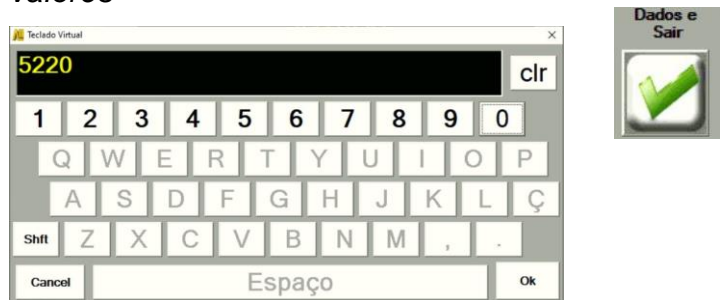 valores
Teclado Virtual
5220
clr
1 2 3 4 5 6 7 8 9 0
Q W E R T Y U I O P
A S D F G H J K L Ç
Shft Z X C V B N M , .
Cancel Espaço Ok
Dados e
Sair